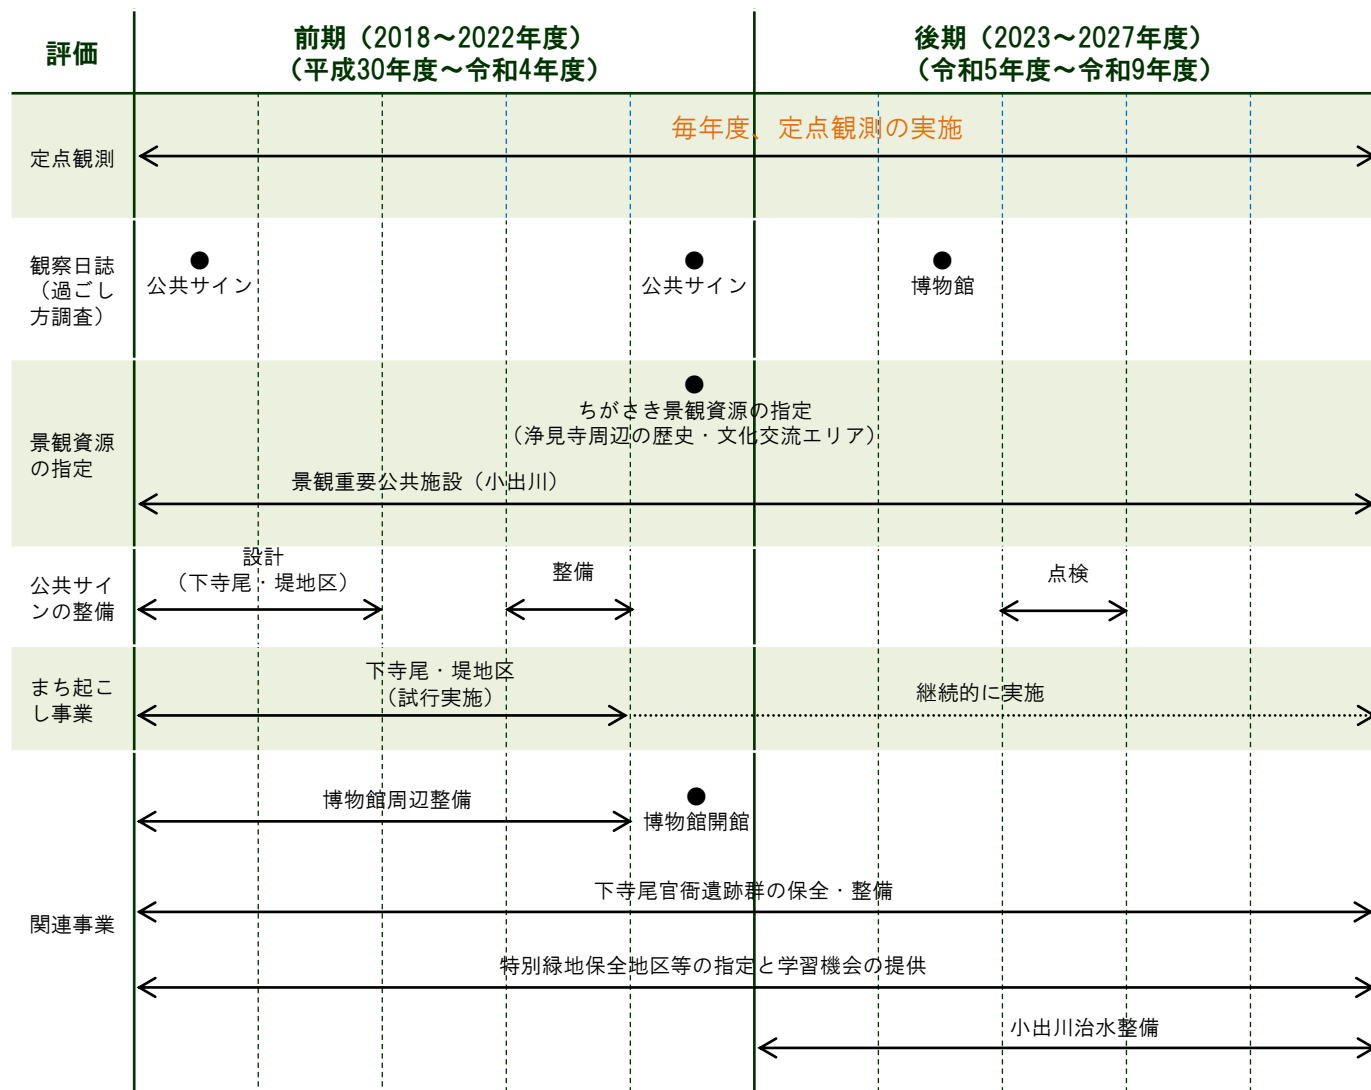 評価
前期（2018～2022年度）
（平成30年度～令和4年度）
後期（2023～2027年度）
（令和5年度～令和9年度）
定点観測
毎年度、定点観測の実施
観察日誌
（過ごし
方調査）
公共サイン
公共サイン
博物館
景観資源
の指定
ちがさき景観資源の指定
（浄見寺周辺の歴史・文化交流エリア）
景観重要公共施設（小出川）
公共サイ
ンの整備
設計
（下寺尾・堤地区）
整備
点検
まち起こ
し事業
下寺尾・堤地区
（試行実施）
継続的に実施
関連事業
博物館周辺整備
博物館開館
下寺尾官衙遺跡群の保全・整備
特別緑地保全地区等の指定と学習機会の提供
小出川治水整備